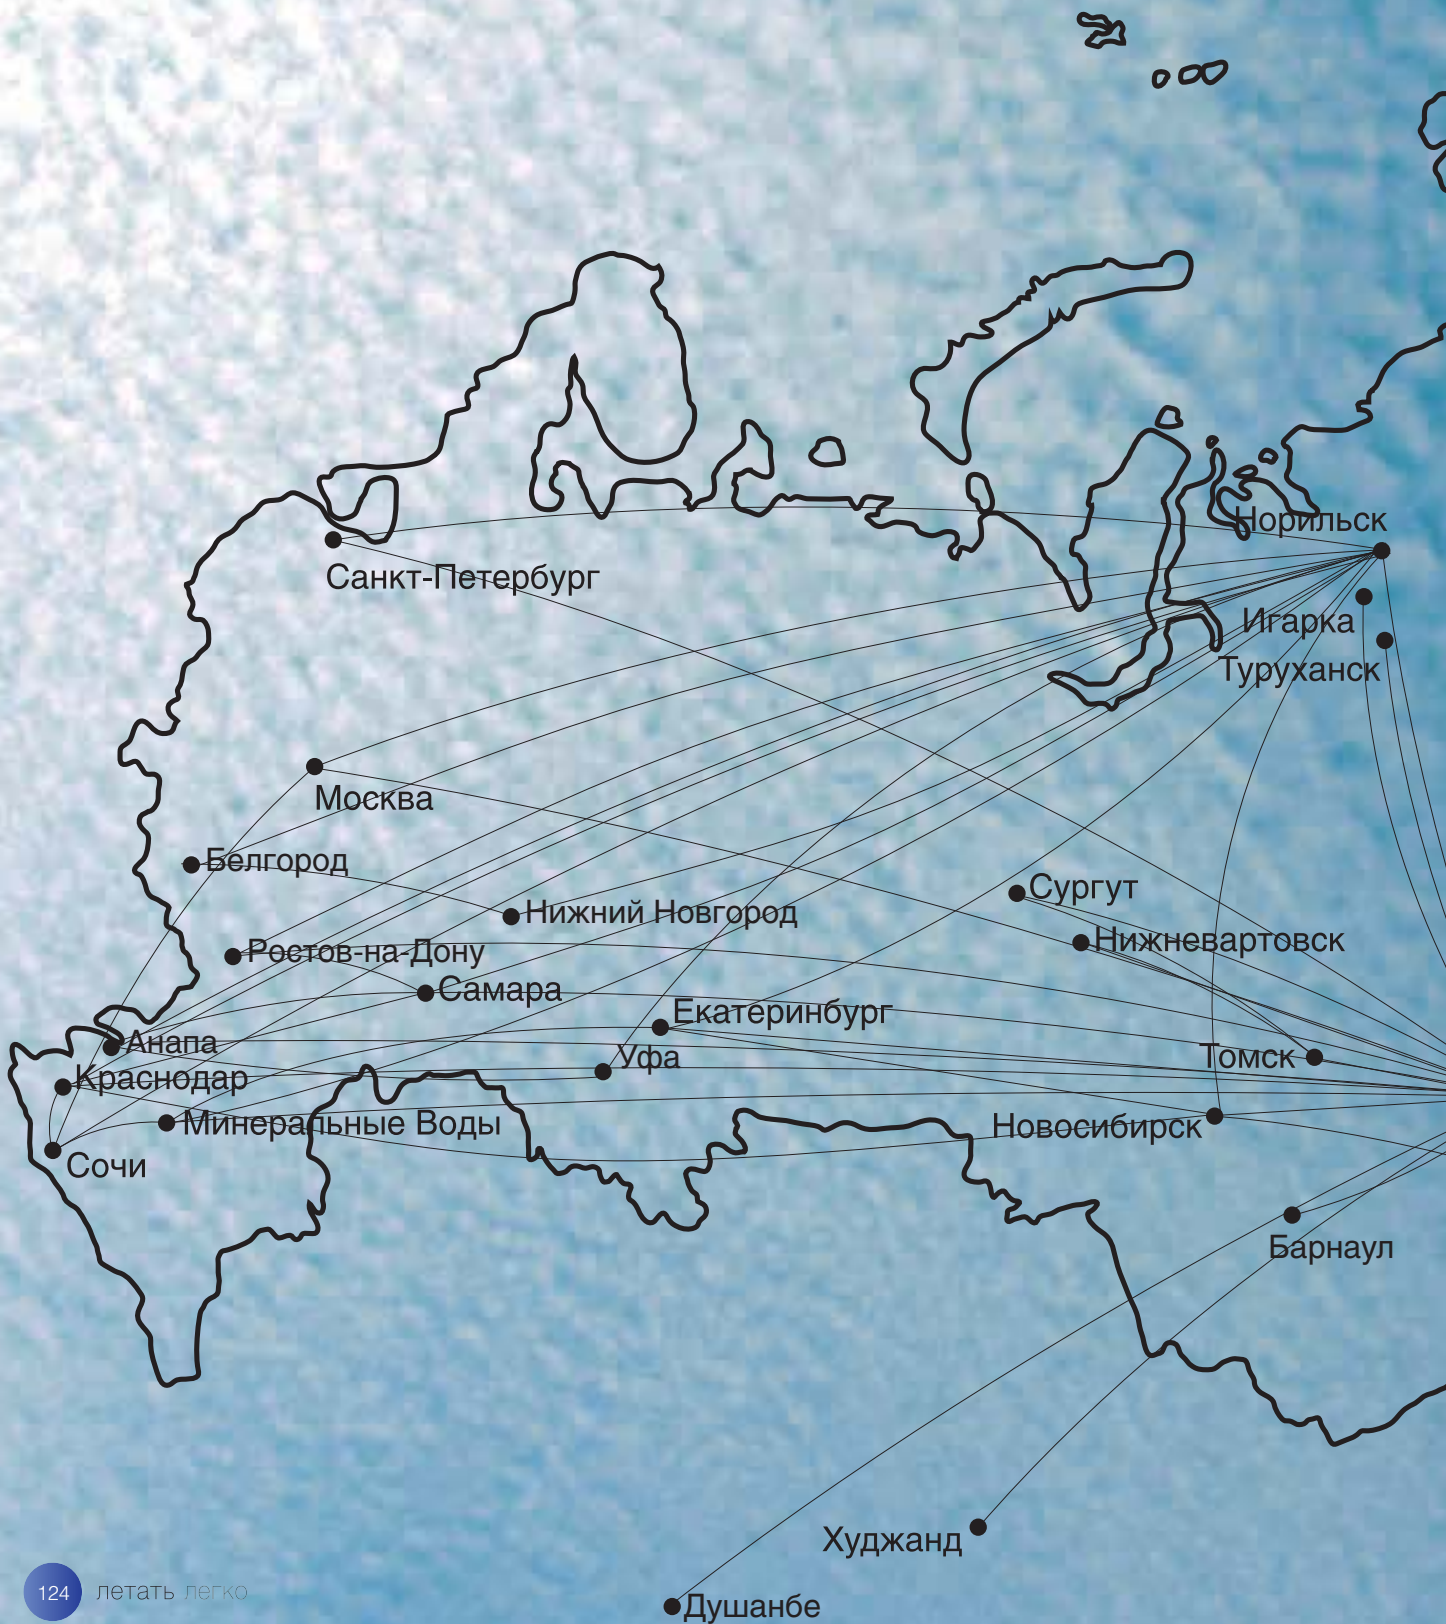 Норильск
Санкт-Петербург
Игарка
Туруханск
Москва
Белгород
Сургут
Нижний Новгород
Нижневартовск
Ростов-на-Дону
Самара
Екатеринбург
Анапа
Уфа
Томск
Краснодар
Минеральные Воды
Новосибирск
Сочи
Барнаул
Худжанд
124 летать легко
Душанбе